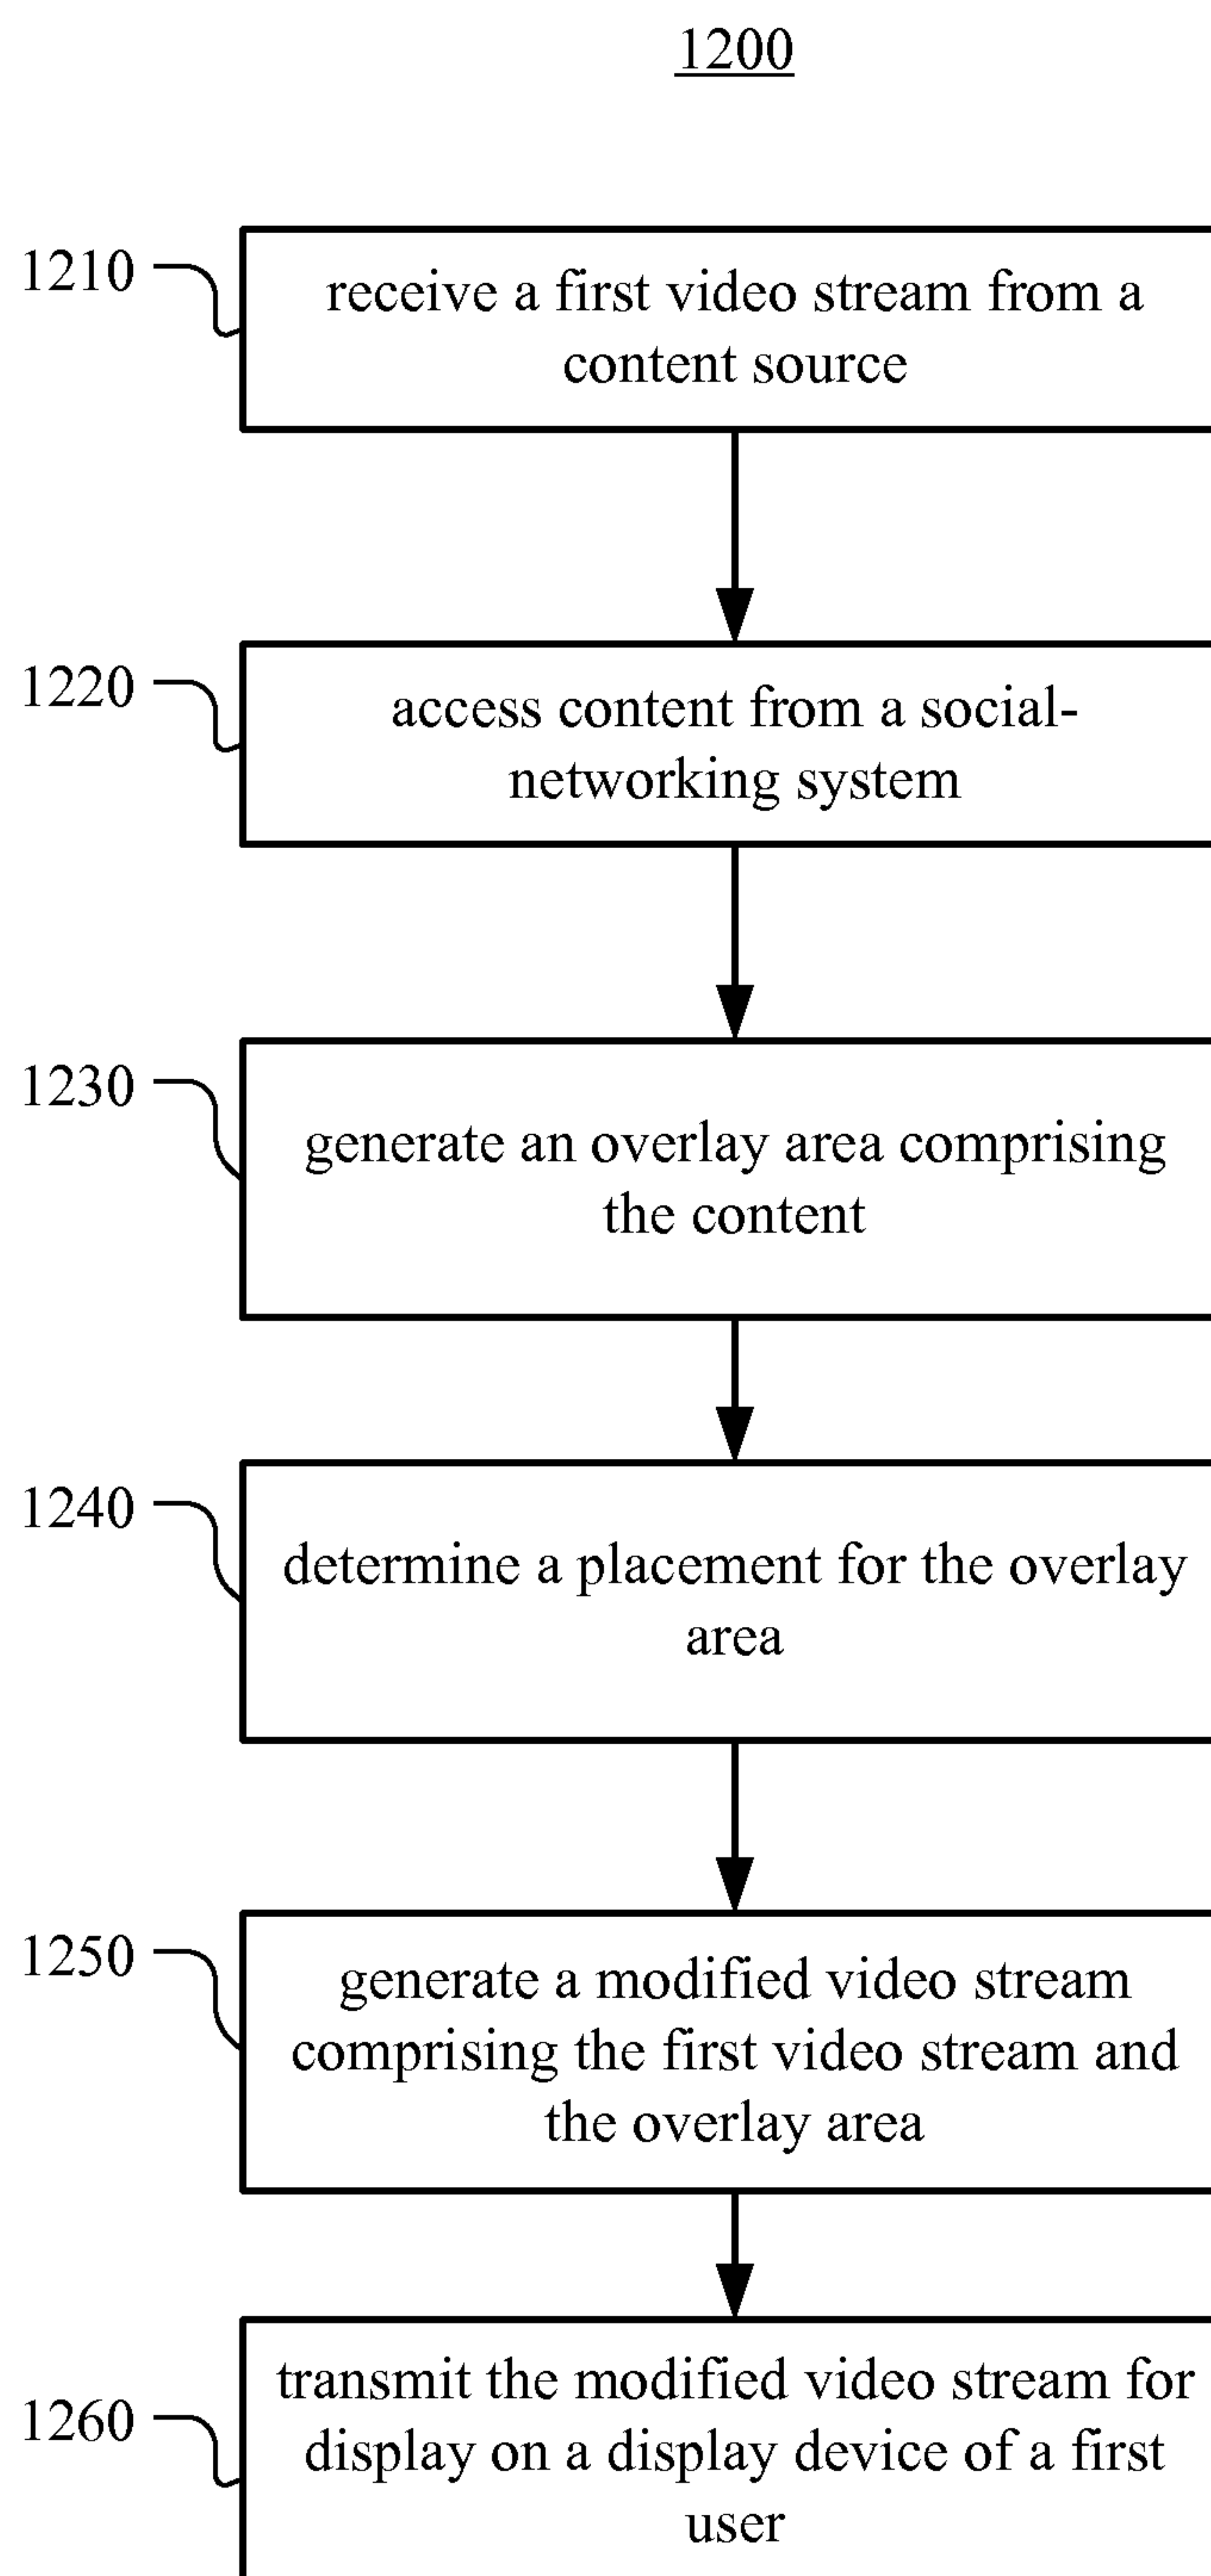 1200
1210
receive a first video stream from a
content source
1220
access content from a social-
networking system
1230
generate an overlay area comprising
the content
1240
determine a placement for the overlay
area
1250
generate a modified video stream
comprising the first video stream and
the overlay area
1260
transmit the modified video stream for
display on a display device of a first
user